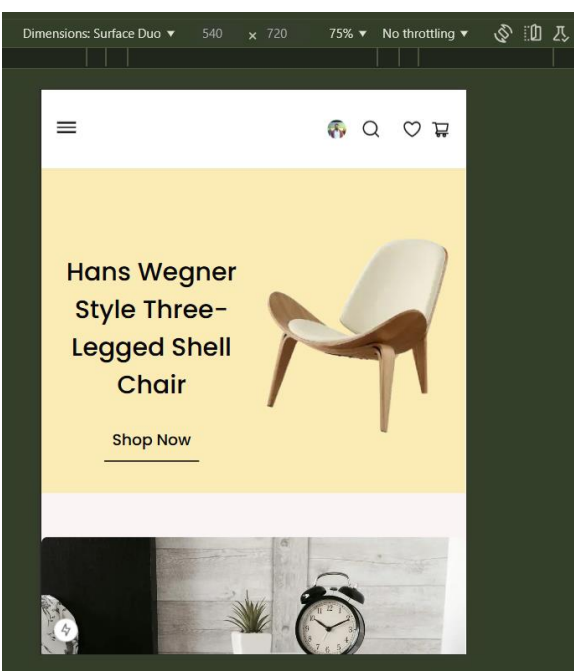 Dimensions: Surface Duo ▼ 540 × 720 75% ▼ No throttling ▼
Hans Wegner
Style Three-
Legged Shell
Chair
Shop Now